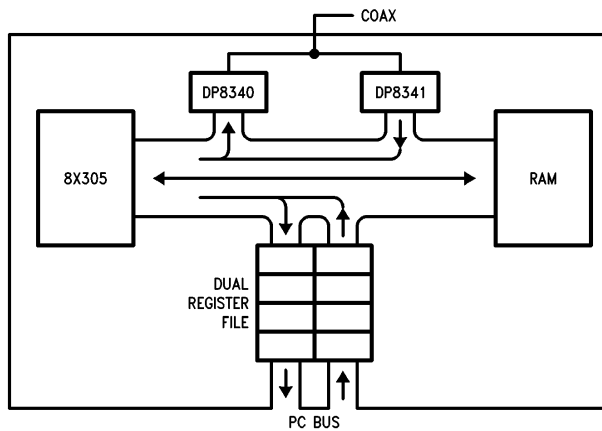 COAX
DP8340
DP8341
8X305
RAM
DUAL
REGISTER
FILE
PC BUS